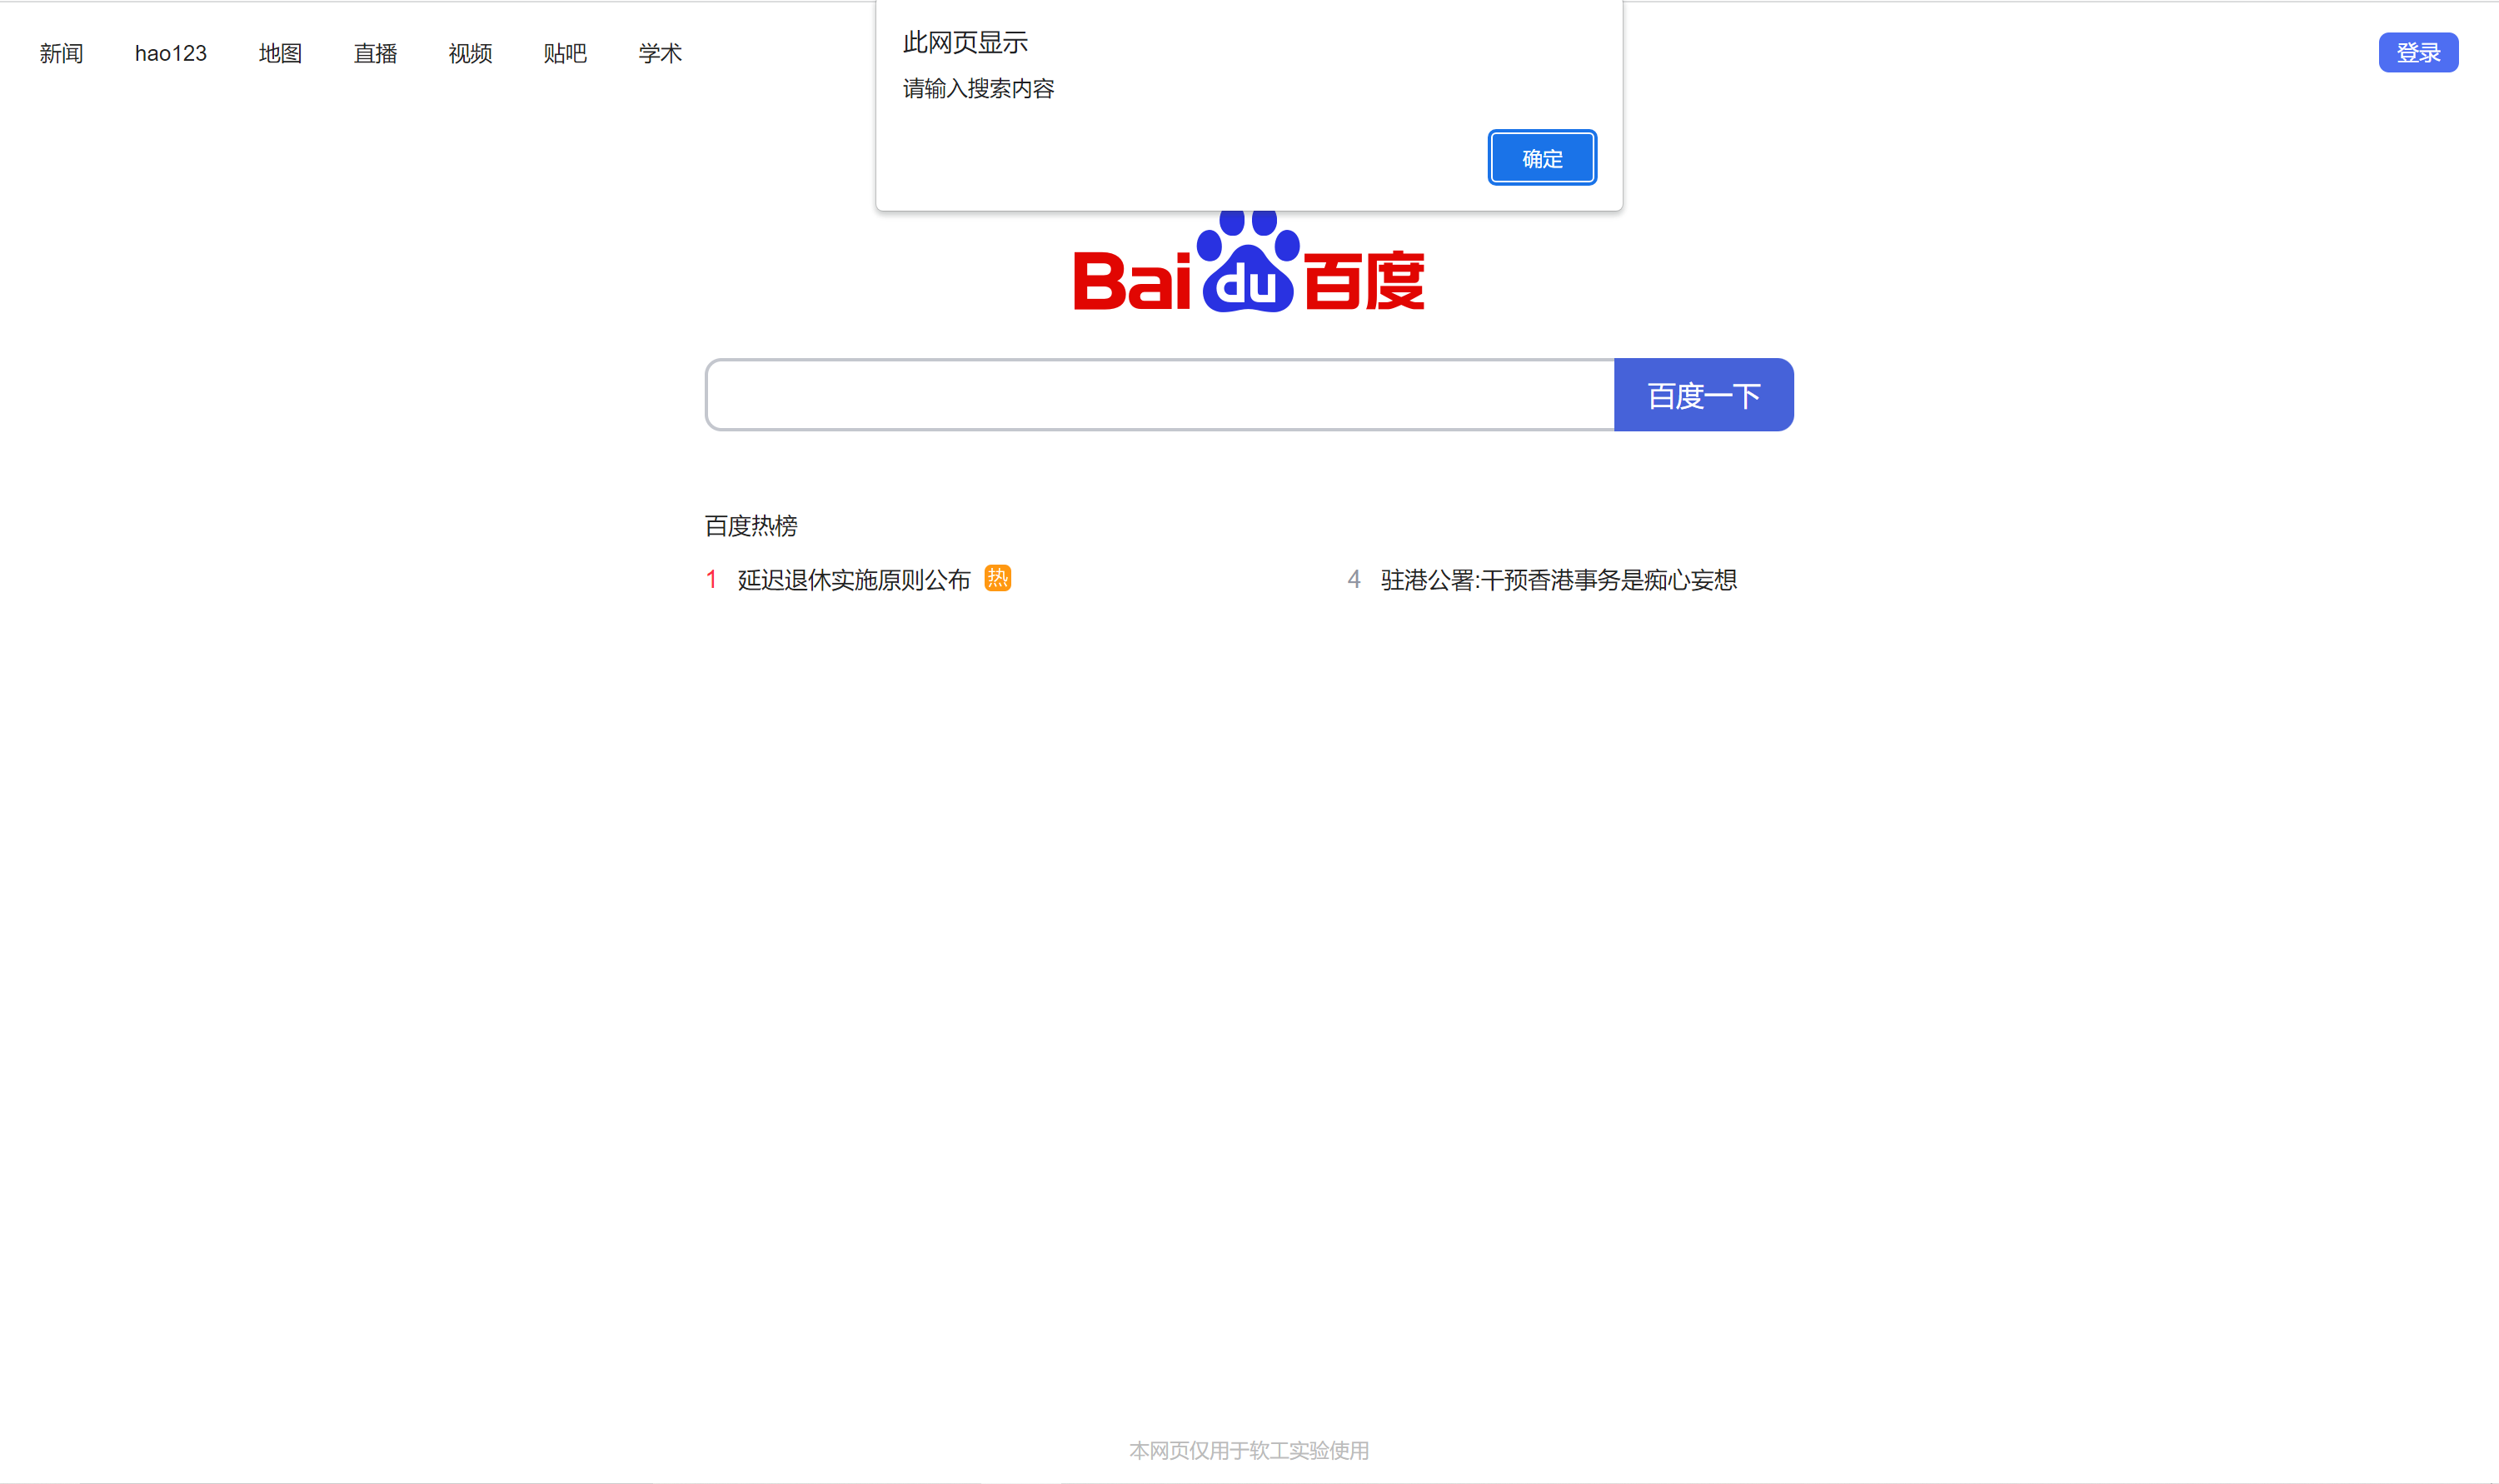 新闻 hao123 地图 直播 视频 贴吧 学术 登录
此网页显示
请输入搜索内容
确定
Bai du 百度
百度一下
百度热榜
1 延迟退休实施原则公布 热
4 驻港公署:干预香港事务是痴心妄想
本网页仅用于软工实验使用